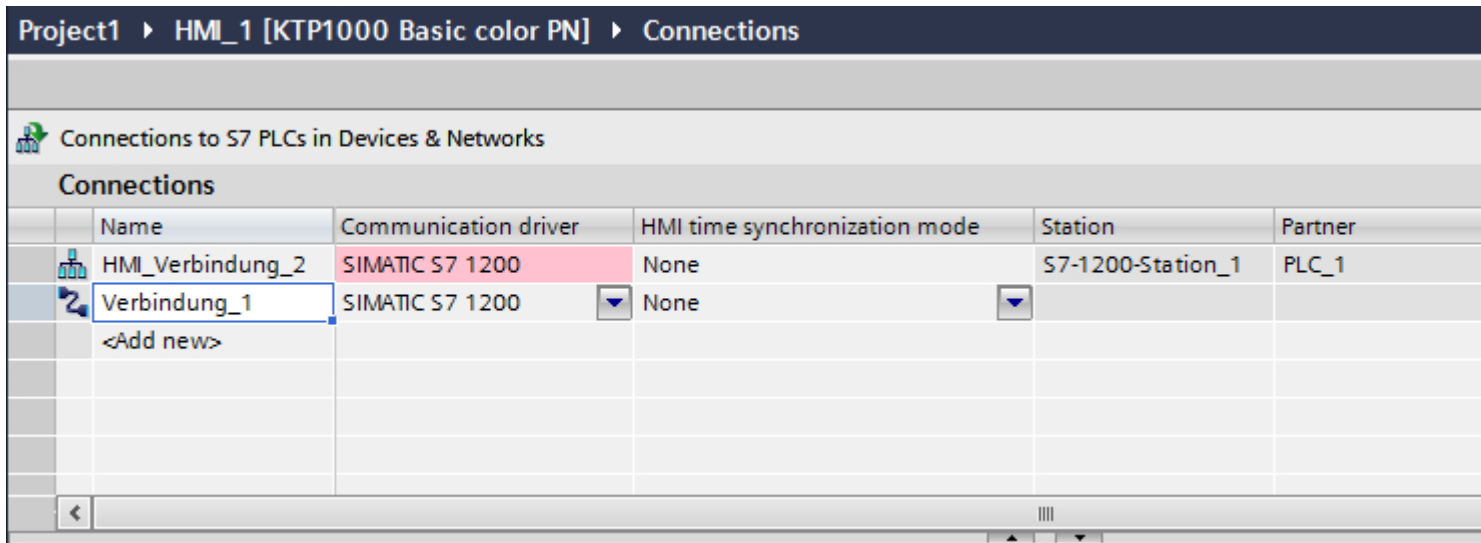 Project1 ▸ HMI_1 [KTP1000 Basic color PN] ▸ Connections
Connections to S7 PLCs in Devices & Networks
Connections
Name Communication driver HMI time synchronization mode Station Partner
HMI_Verbindung_2 SIMATIC S7 1200 None S7-1200-Station_1 PLC_1
Verbindung_1 SIMATIC S7 1200 None
<Add new>